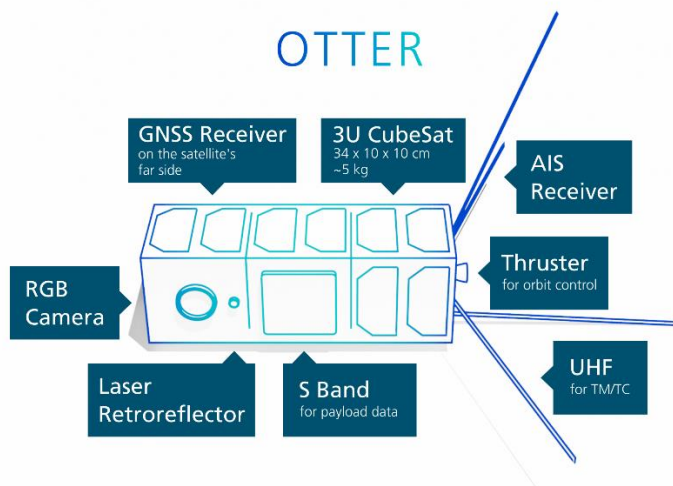 OTTER
GNSS Receiver
on the satellite's
far side
3U CubeSat
34 x 10 x 10 cm
~5 kg
AIS
Receiver
Thruster
for orbit control
RGB
Camera
Laser
Retroreflector
S Band
for payload data
UHF
for TM/TC